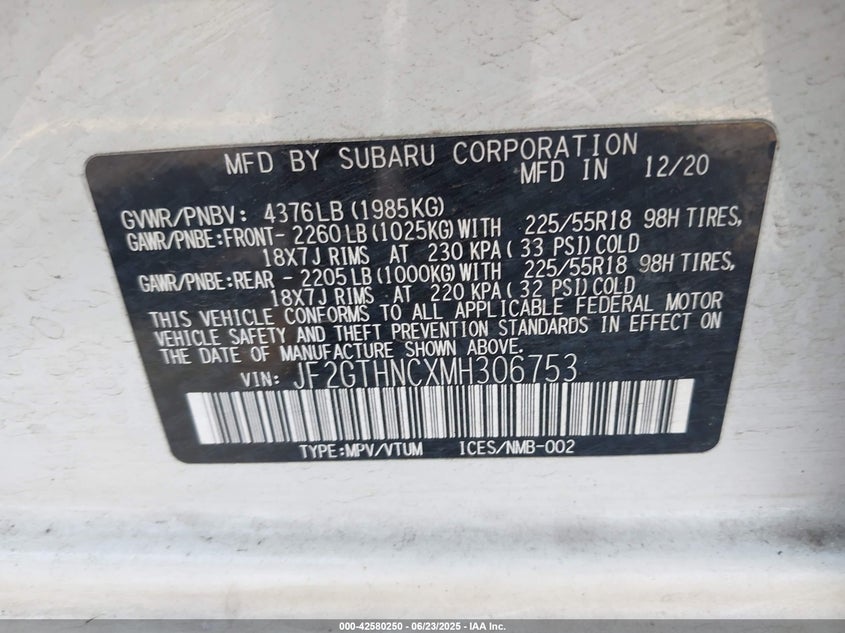 MFD BY SUBARU CORPORATION
MFD IN 12/20
GVWR/PNBV: 4376LB (1985KG)
GAWR/PNBE:FRONT- 2260LB (1025KG) WITH 225/55R18 98H TIRES,
18X7J RIMS AT 230 KPA ( 33 PSI) COLD
GAWR/PNBE:REAR - 2205LB (1000KG) WITH 225/55R18 98H TIRES,
18X7J RIMS AT 220 KPA ( 32 PSI) COLD
THIS VEHICLE CONFORMS TO ALL APPLICABLE FEDERAL MOTOR
VEHICLE SAFETY AND THEFT PREVENTION STANDARDS IN EFFECT ON
THE DATE OF MANUFACTURE SHOWN ABOVE.
VIN: JF2GTHNCXMH306753
TYPE:MPV/VTUM ICES/NMB-002
000-42580250 - 06/23/2025 - IAA Inc.